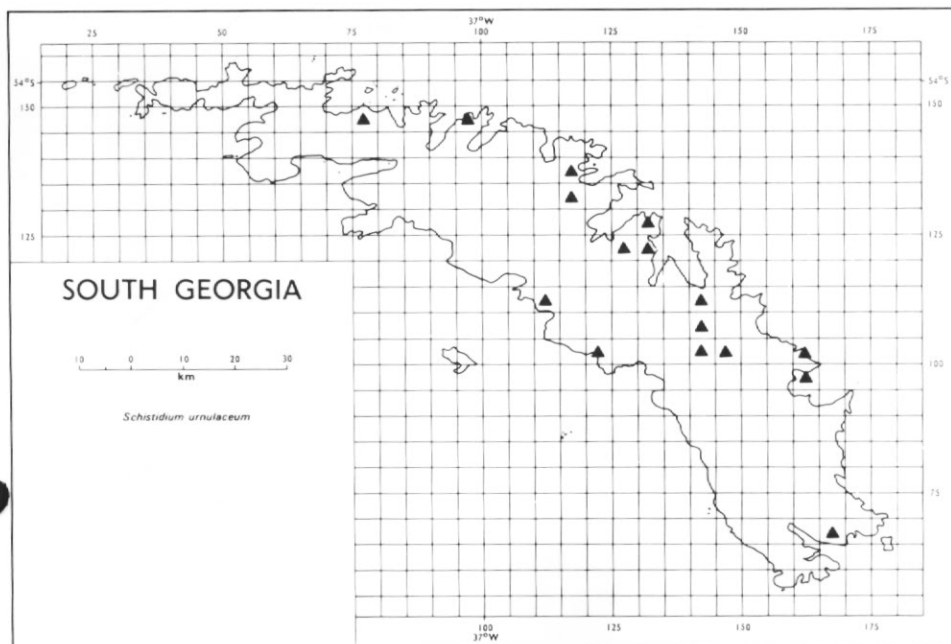 37°W
25 50 75 100 125 150 175
54°S 54°S
150 150
125 125
SOUTH GEORGIA
10 0 10 20 30
km
100
Schistidium urnulaceum
75
100 125 150 175
37°W